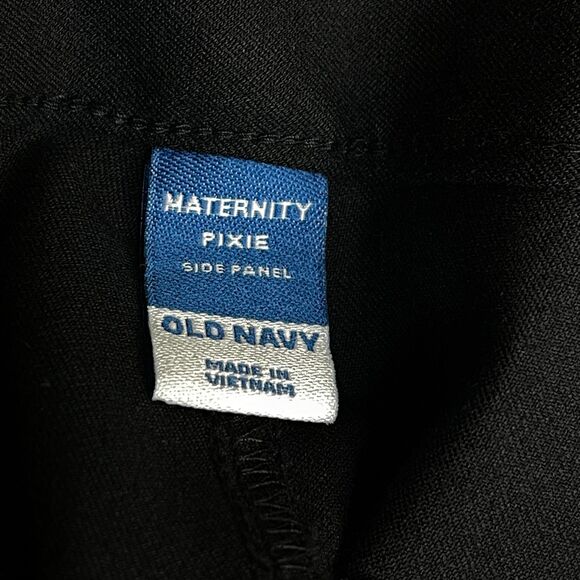 MATERNITY
PIXIE
SIDE PANEL
OLD NAVY
MADE IN
VIETNAM